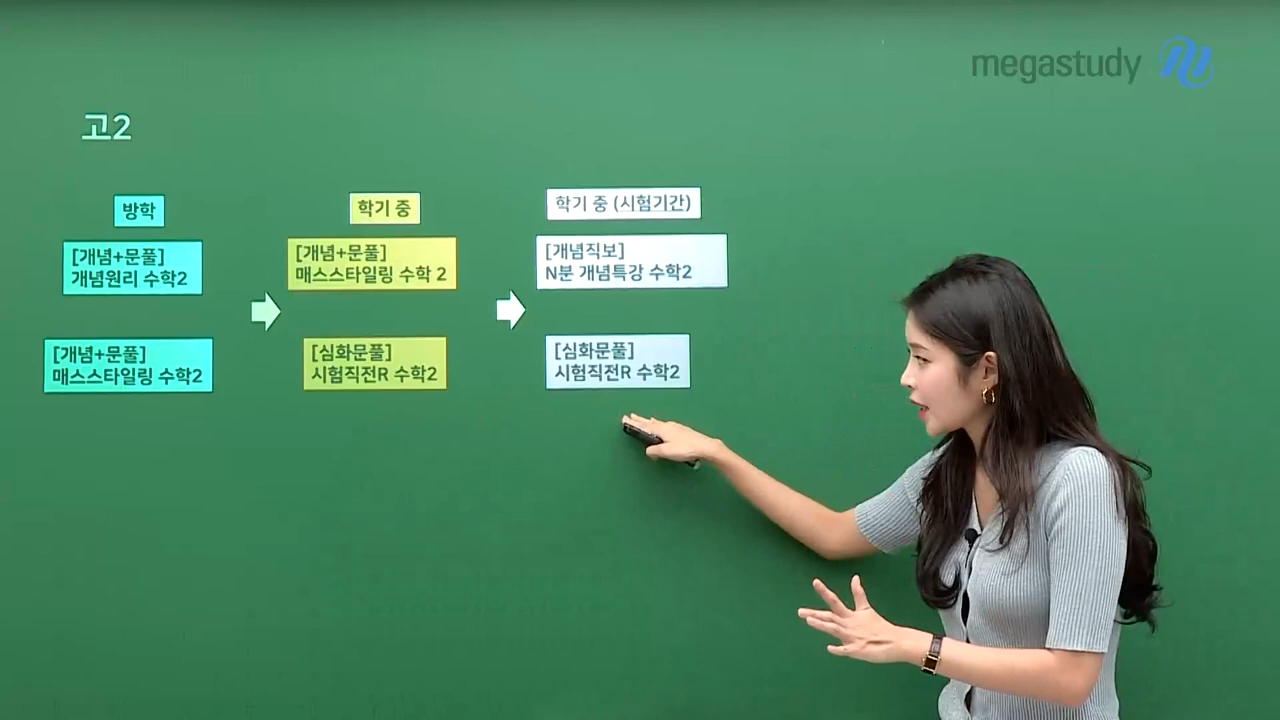 megastudy
고2
방학
[개념+문풀]
개념원리 수학2
[개념+문풀]
매스스타일링 수학2
학기 중
[개념+문풀]
매스스타일링 수학 2
[심화문풀]
시험직전R 수학2
학기 중 (시험기간)
[개념직보]
N분 개념특강 수학2
[심화문풀]
시험직전R 수학2